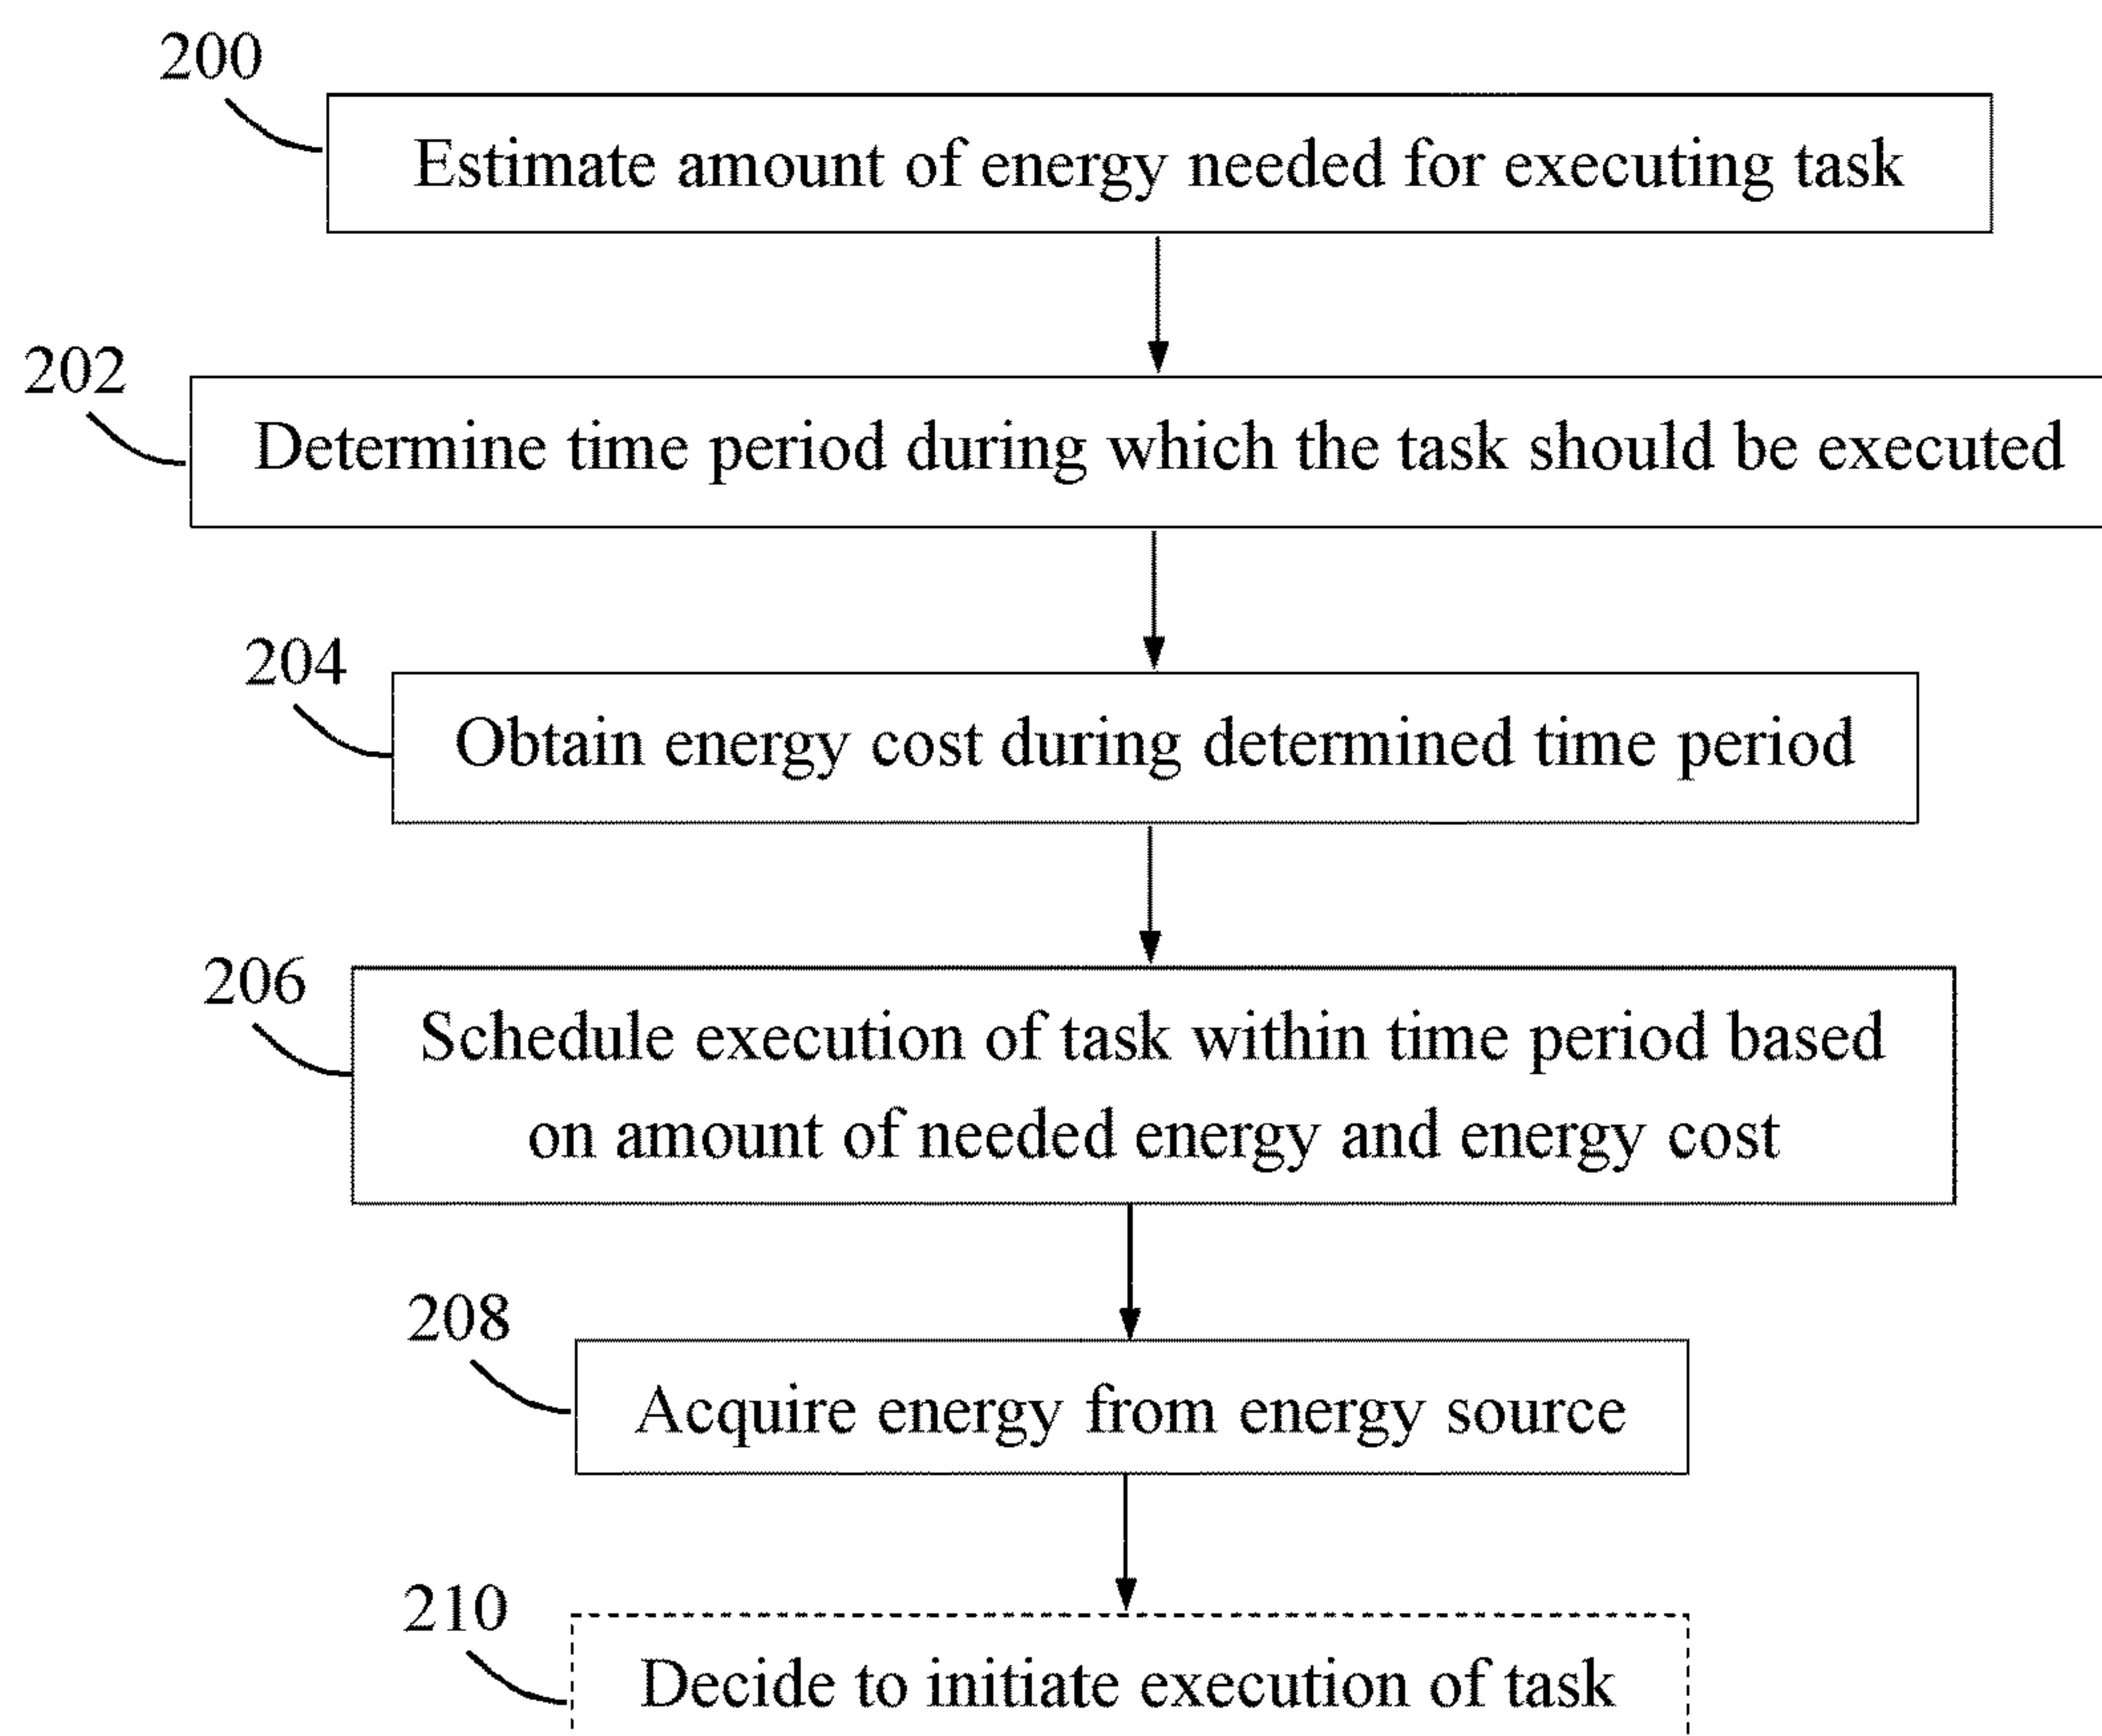 200
Estimate amount of energy needed for executing task
202
Determine time period during which the task should be executed
204
Obtain energy cost during determined time period
206
Schedule execution of task within time period based
on amount of needed energy and energy cost
208
Acquire energy from energy source
210
Decide to initiate execution of task